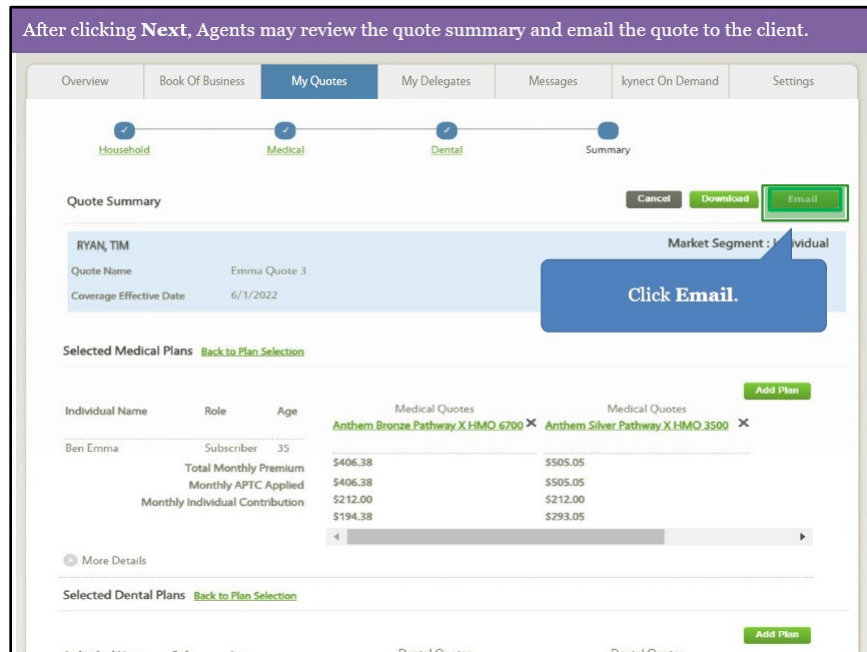 After clicking Next, Agents may review the quote summary and email the quote to the client.
Overview Book Of Business My Quotes My Delegates Messages kynect On Demand Settings
Household Medical Dental Summary
Quote Summary Cancel Download Email
RYAN, TIM Market Segment : Individual
Quote Name Emma Quote 3
Coverage Effective Date 6/1/2022
Click Email.
Selected Medical Plans Back to Plan Selection
Add Plan
Individual Name Role Age Medical Quotes Medical Quotes
Anthem Bronze Pathway X HMO 6700 Anthem Silver Pathway X HMO 3500
Ben Emma Subscriber 35
$406.38 $505.05
Total Monthly Premium
$406.38 $505.05
Monthly APTC Applied
$212.00 $212.00
Monthly Individual Contribution
$194.38 $293.05
More Details
Selected Dental Plans Back to Plan Selection
Add Plan